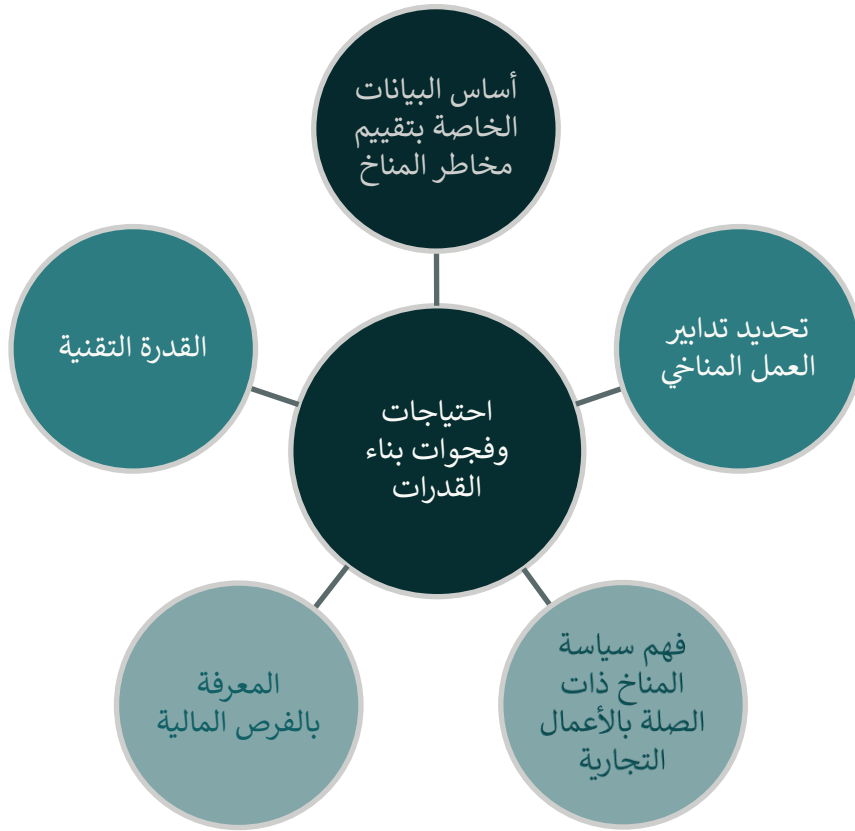 أساس البيانات
الخاصة بتقييم
مخاطر المناخ
تحديد تدابير
العمل المناخي
القدرة التقنية
احتياجات
وفجوات بناء
القدرات
فهم سياسة
المناخ ذات
الصلة بالأعمال
التجارية
المعرفة
بالفرص المالية